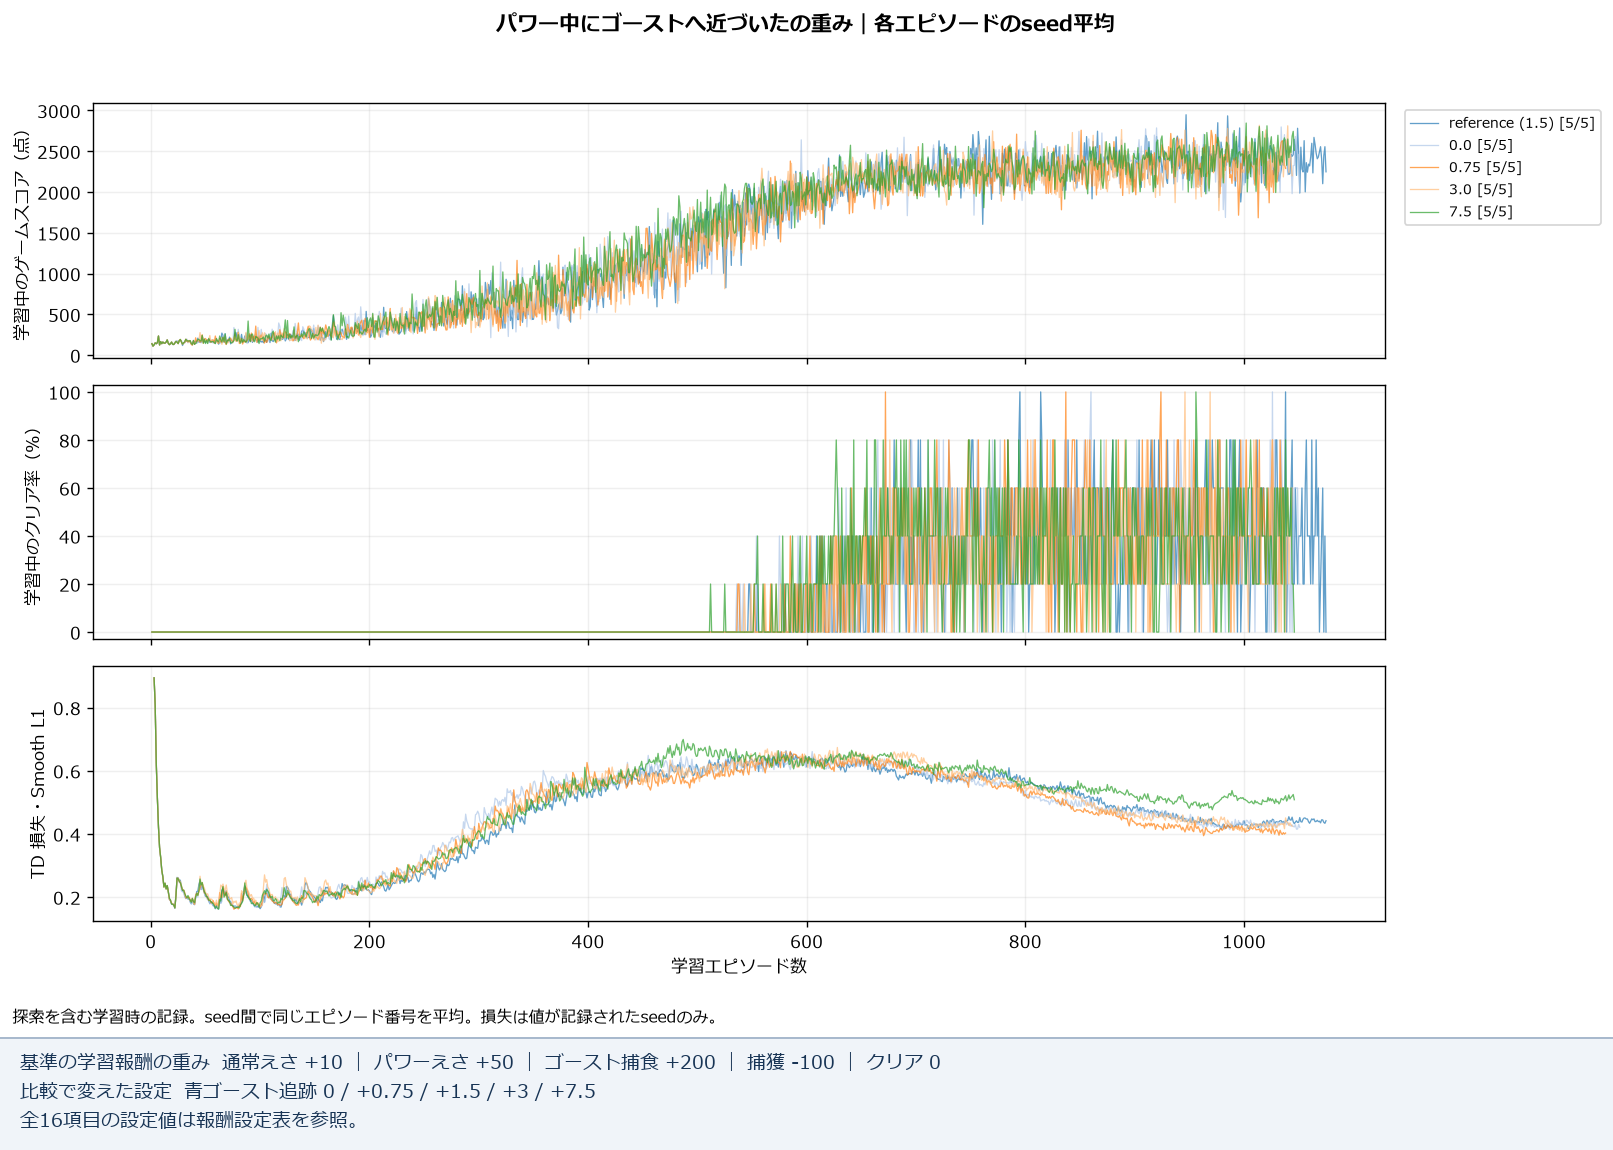 パワー中にゴーストへ近づいたの重み｜各エピソードのseed平均
学習中のゲームスコア（点）
3000
2500
2000
1500
1000
500
0
reference (1.5) [5/5]
0.0 [5/5]
0.75 [5/5]
3.0 [5/5]
7.5 [5/5]
学習中のクリア率（%）
100
80
60
40
20
0
TD 損失・Smooth L1
0.8
0.6
0.4
0.2
0 200 400 600 800 1000
学習エピソード数
探索を含む学習時の記録。seed間で同じエピソード番号を平均。損失は値が記録されたseedのみ。
基準の学習報酬の重み 通常えさ +10 ｜ パワーえさ +50 ｜ ゴースト捕食 +200 ｜ 捕獲 -100 ｜ クリア 0
比較で変えた設定 青ゴースト追跡 0 / +0.75 / +1.5 / +3 / +7.5
全16項目の設定値は報酬設定表を参照。